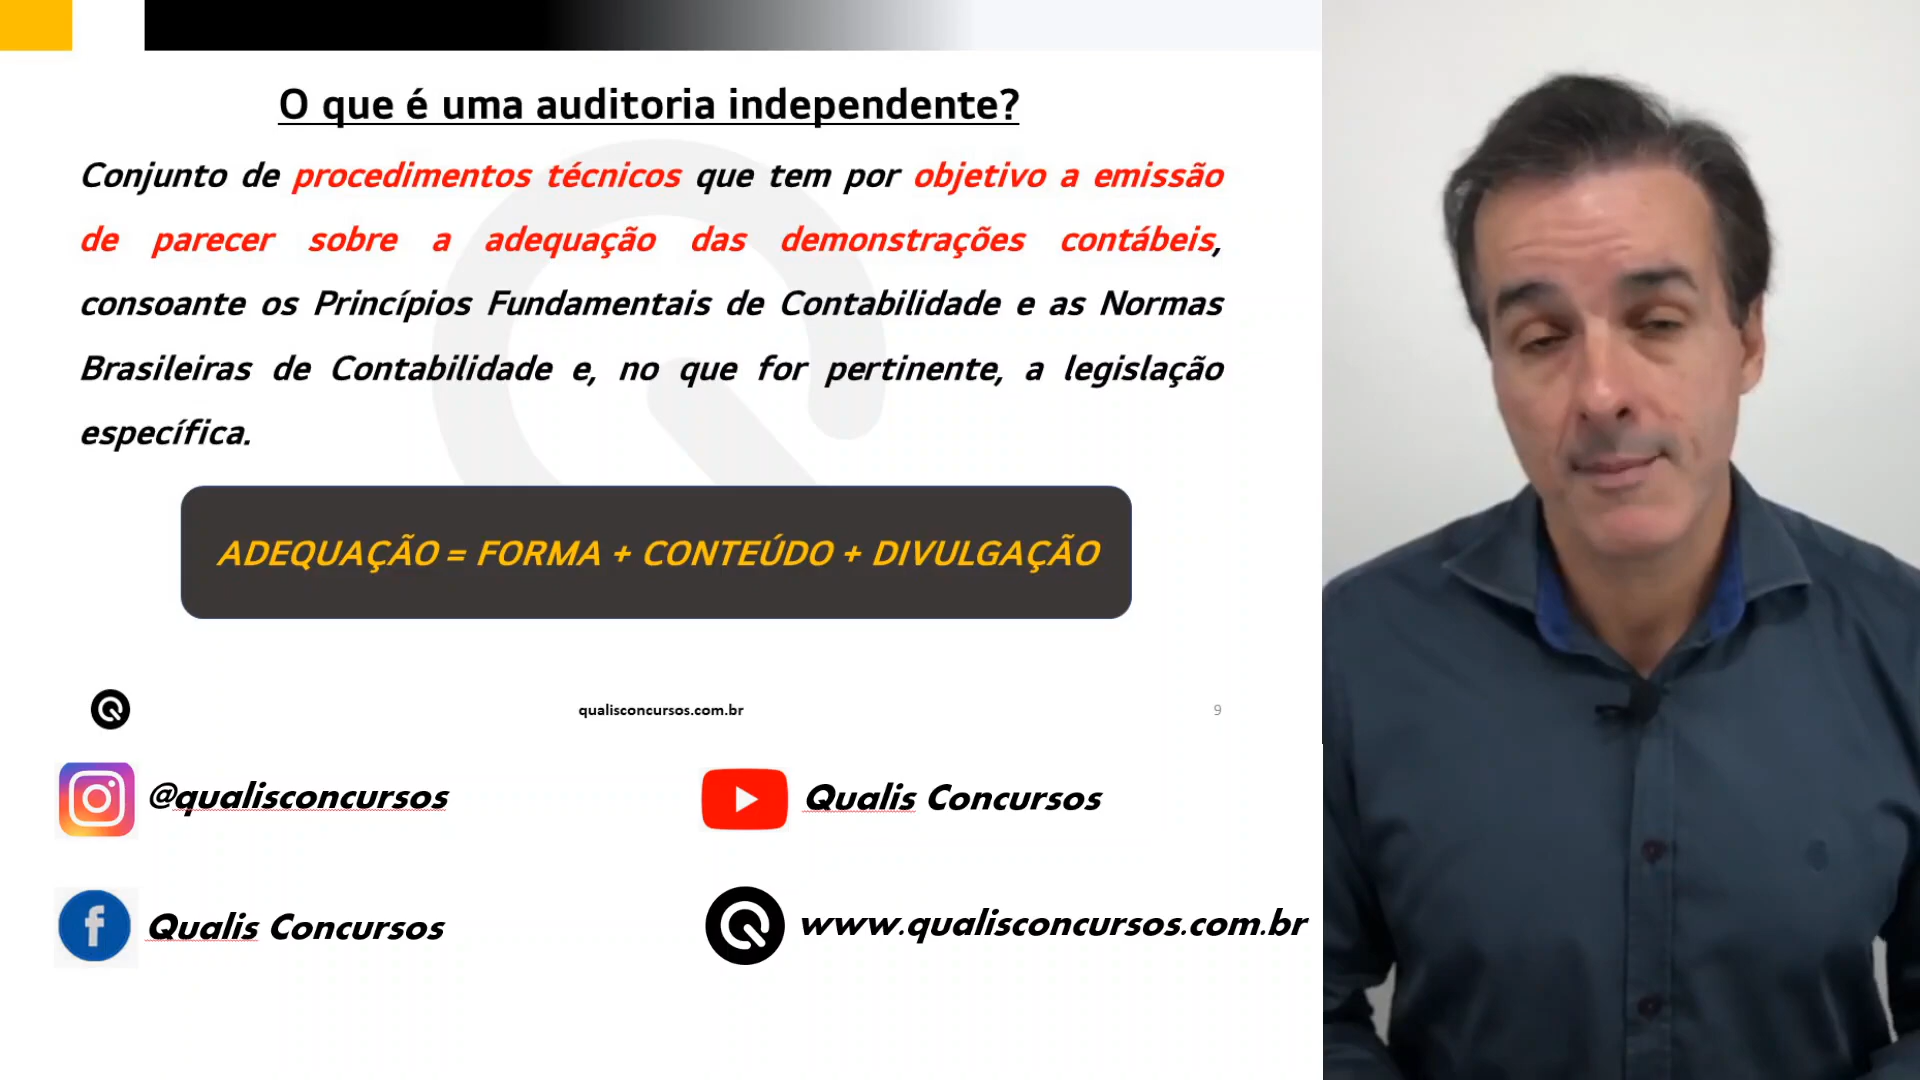 O que é uma auditoria independente?
Conjunto de procedimentos técnicos que tem por objetivo a emissão
de parecer sobre a adequação das demonstrações contábeis,
consoante os Princípios Fundamentais de Contabilidade e as Normas
Brasileiras de Contabilidade e, no que for pertinente, a legislação
específica.
ADEQUAÇÃO = FORMA + CONTEÚDO + DIVULGAÇÃO
qualisconcursos.com.br
9
@qualisconcursos
Qualis Concursos
Qualis Concursos
www.qualisconcursos.com.br